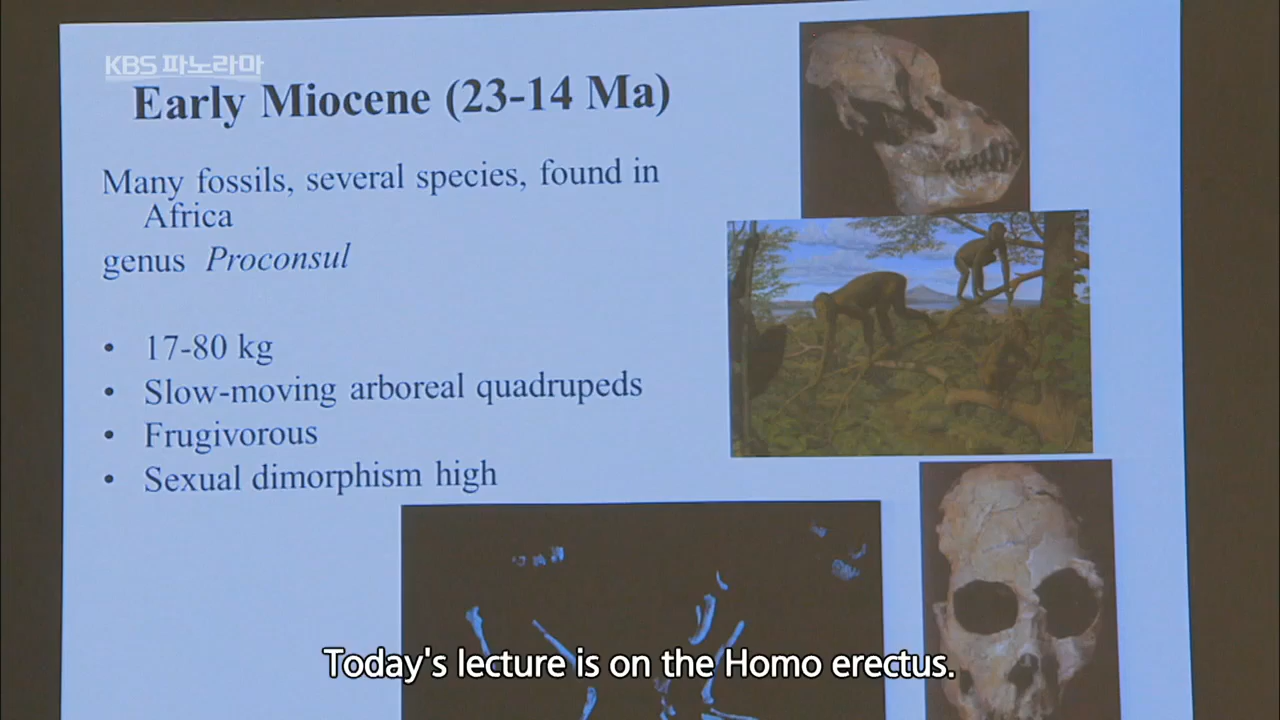 KBS 파노라마
Early Miocene (23-14 Ma)
Many fossils, several species, found in
Africa
genus Proconsul
• 17-80 kg
• Slow-moving arboreal quadrupeds
• Frugivorous
• Sexual dimorphism high
Today's lecture is on the Homo erectus.